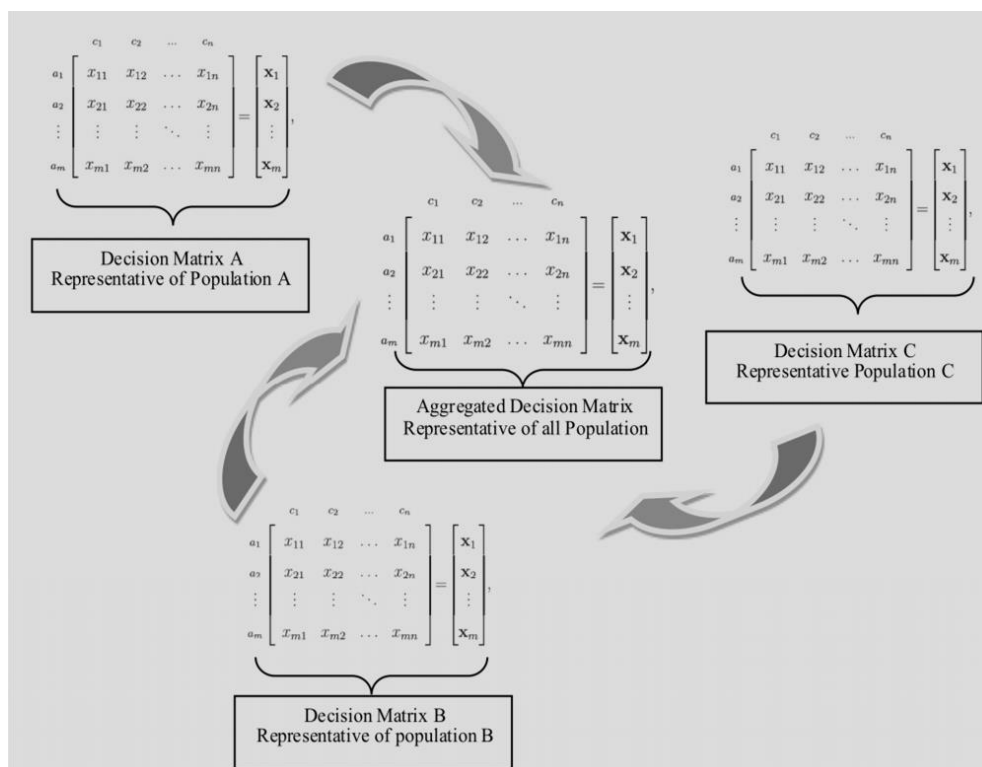 c₁ c₂ ... cₙ
a₁ x₁₁ x₁₂ … x₁ₙ 𝐱₁
a₂ x₂₁ x₂₂ … x₂ₙ = 𝐱₂ ,
⋮ ⋮ ⋮ ⋱ ⋮ ⋮
aₘ xₘ₁ xₘ₂ … xₘₙ 𝐱ₘ
Decision Matrix A
Representative of Population A
c₁ c₂ ... cₙ
a₁ x₁₁ x₁₂ … x₁ₙ 𝐱₁
a₂ x₂₁ x₂₂ … x₂ₙ = 𝐱₂ ,
⋮ ⋮ ⋮ ⋱ ⋮ ⋮
aₘ xₘ₁ xₘ₂ … xₘₙ 𝐱ₘ
Decision Matrix C
Representative Population C
c₁ c₂ ... cₙ
a₁ x₁₁ x₁₂ … x₁ₙ 𝐱₁
a₂ x₂₁ x₂₂ … x₂ₙ = 𝐱₂ ,
⋮ ⋮ ⋮ ⋱ ⋮ ⋮
aₘ xₘ₁ xₘ₂ … xₘₙ 𝐱ₘ
Aggregated Decision Matrix
Representative of all Population
c₁ c₂ ... cₙ
a₁ x₁₁ x₁₂ … x₁ₙ 𝐱₁
a₂ x₂₁ x₂₂ … x₂ₙ = 𝐱₂ ,
⋮ ⋮ ⋮ ⋱ ⋮ ⋮
aₘ xₘ₁ xₘ₂ … xₘₙ 𝐱ₘ
Decision Matrix B
Representative of population B